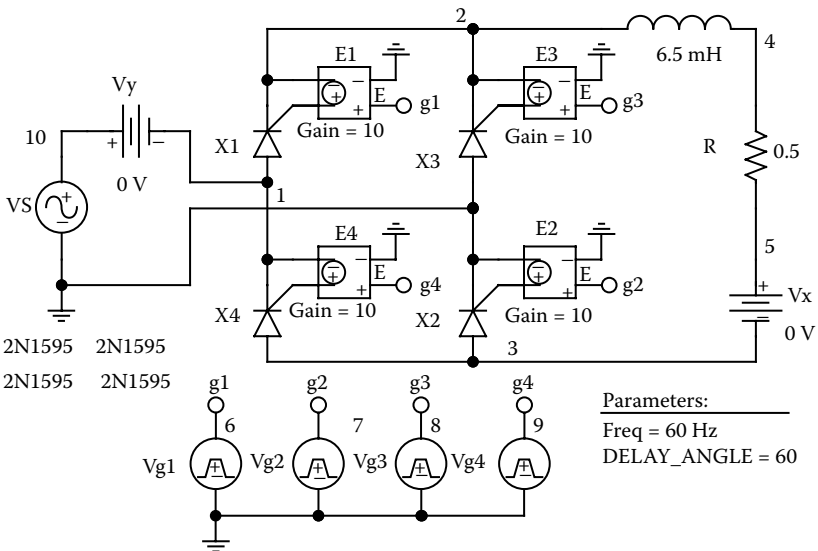 2
4
E1
E3
6.5 mH
Vy
−
−
E
g1
E
g3
+
+
+
−
10
+
−
Gain = 10
Gain = 10
X1
X3
R
0.5
0 V
VS
+
−
1
5
E4
E2
−
−
E
g4
E
g2
+
+
+
−
+
−
+
Vx
−
0 V
X4
Gain = 10
X2
Gain = 10
3
2N1595 2N1595
2N1595 2N1595
g1
g2
g3
g4
6
7
8
9
Vg1
+
−
Vg2
+
−
Vg3
+
−
Vg4
+
−
Parameters:
Freq = 60 Hz
DELAY_ANGLE = 60